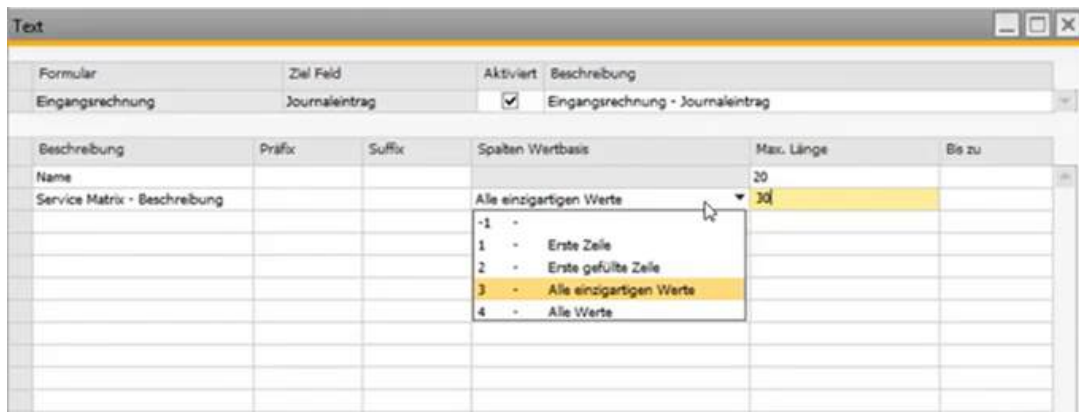 Text
Formular Ziel Feld Aktiviert Beschreibung
Eingangsrechnung Journaleintrag Eingangsrechnung - Journaleintrag
Beschreibung Präfix Suffix Spalten Wertbasis Max. Länge Bis zu
Name 20
Service Matrix - Beschreibung Alle einzigartigen Werte 30
-1 -
1 - Erste Zeile
2 - Erste gefüllte Zeile
3 - Alle einzigartigen Werte
4 - Alle Werte